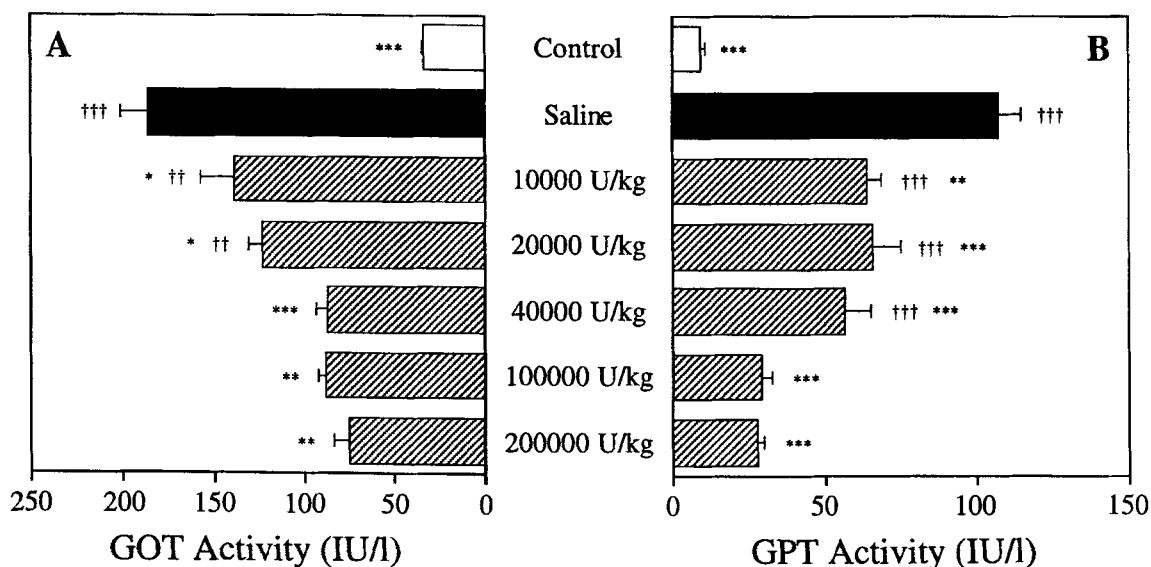 A
B
*** Control ***
††† Saline †††
* †† 10000 U/kg ††† **
* †† 20000 U/kg ††† ***
*** 40000 U/kg ††† ***
** 100000 U/kg ***
** 200000 U/kg ***
250 200 150 100 50 0
0 50 100 150
GOT Activity (IU/l)
GPT Activity (IU/l)